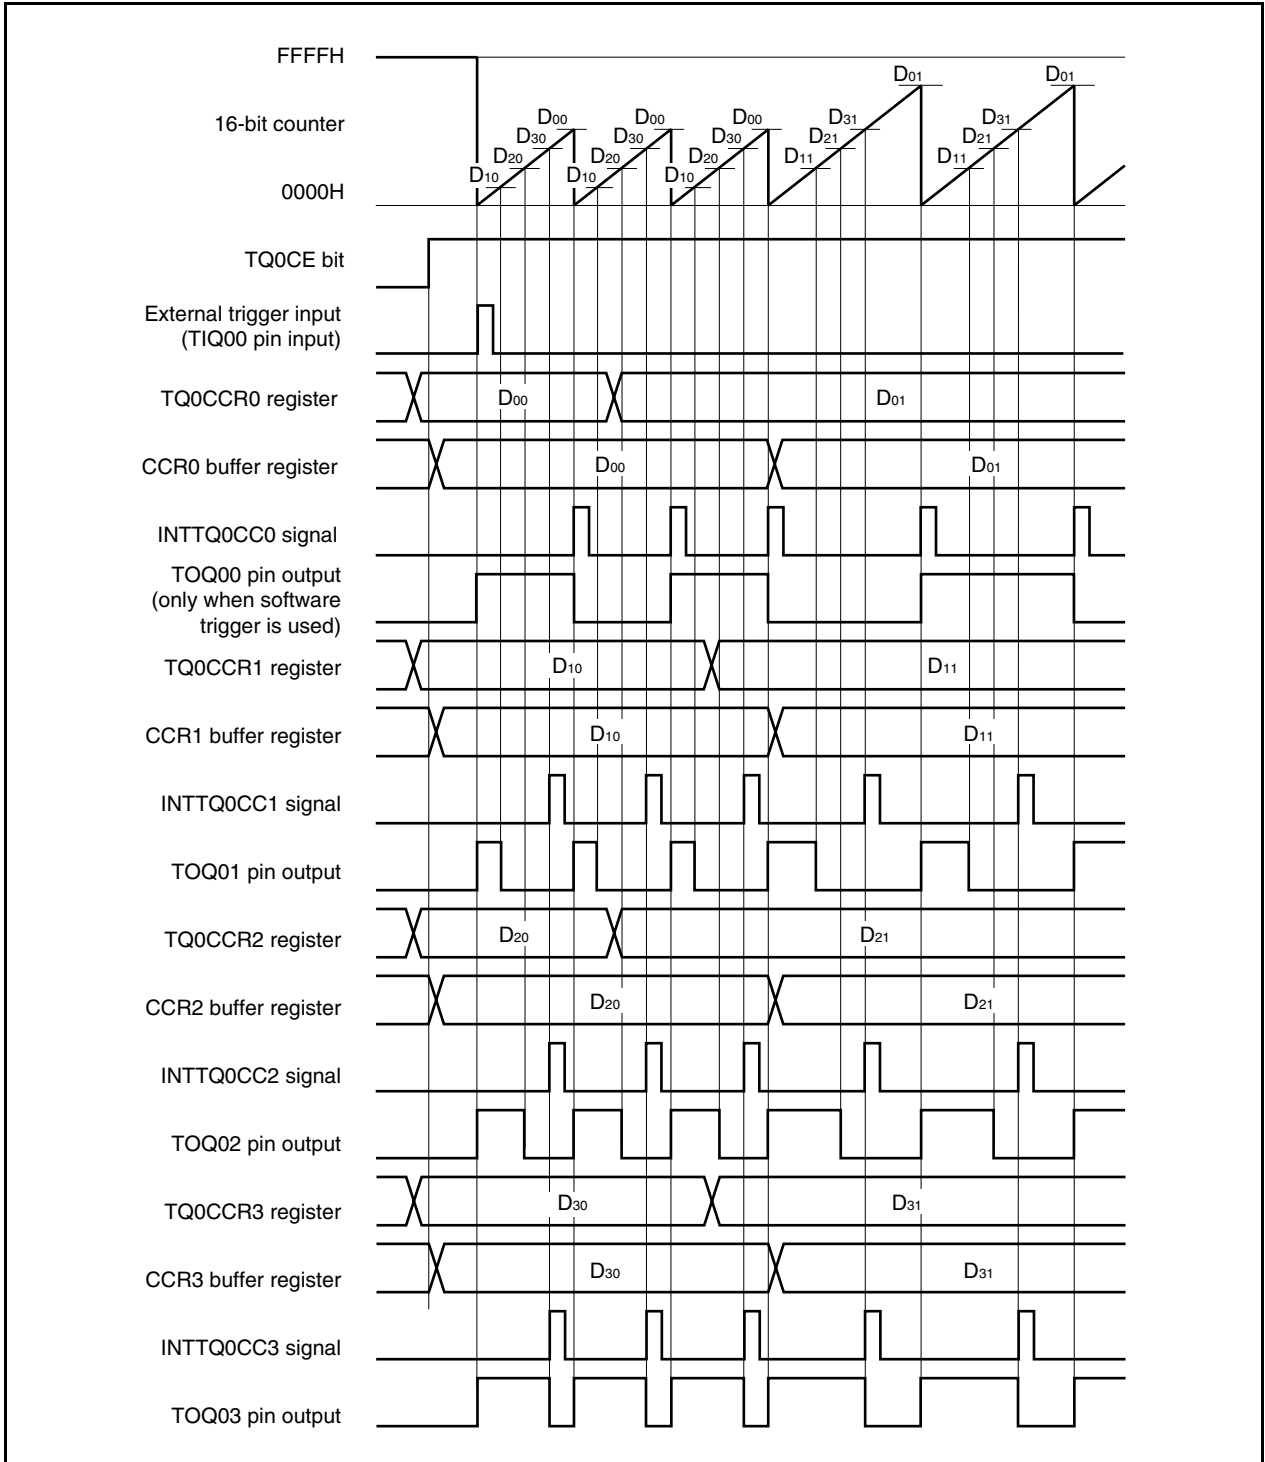 FFFFH
D01 D01
16-bit counter
D00 D00 D00 D31 D31
D30 D30 D30 D21 D21
D20 D20 D20 D11 D11
D10 D10 D10
0000H
TQ0CE bit
External trigger input
(TIQ00 pin input)
TQ0CCR0 register D00 D01
CCR0 buffer register D00 D01
INTTQ0CC0 signal
TOQ00 pin output
(only when software
trigger is used)
TQ0CCR1 register D10 D11
CCR1 buffer register D10 D11
INTTQ0CC1 signal
TOQ01 pin output
TQ0CCR2 register D20 D21
CCR2 buffer register D20 D21
INTTQ0CC2 signal
TOQ02 pin output
TQ0CCR3 register D30 D31
CCR3 buffer register D30 D31
INTTQ0CC3 signal
TOQ03 pin output